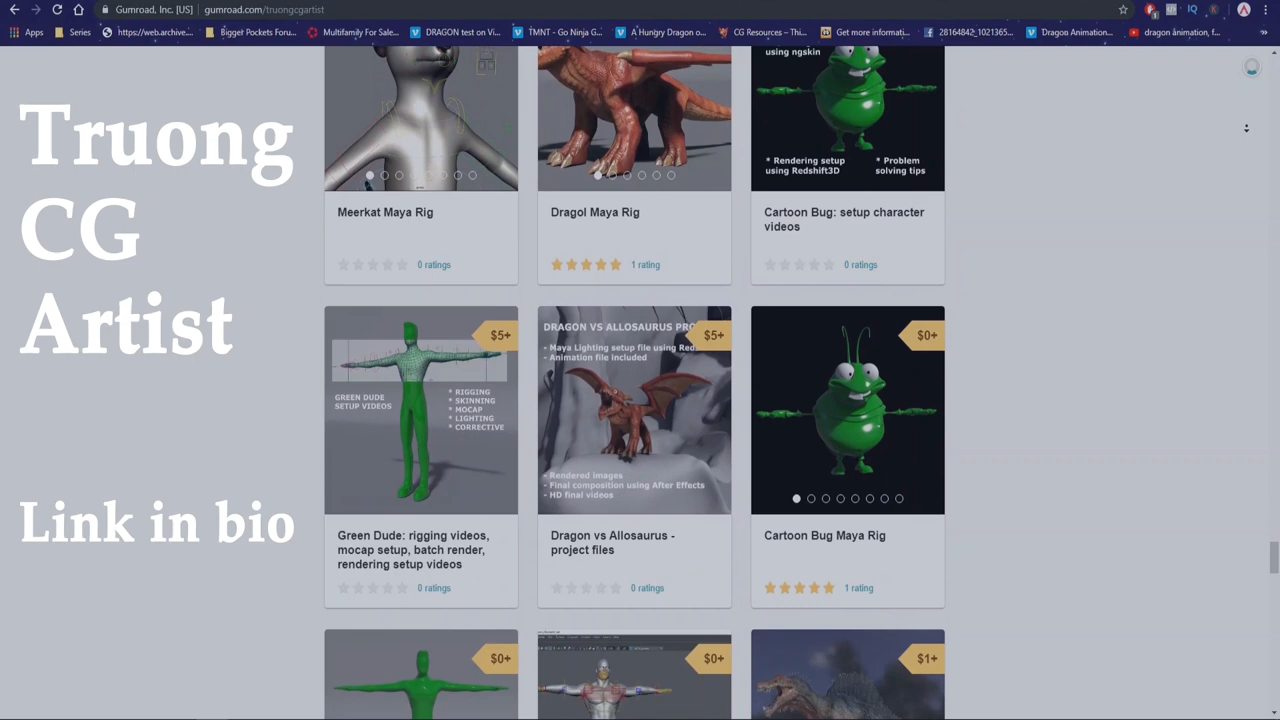 Gumroad, Inc. [US] | gumroad.com/truongcgartist
Apps
Series
https://web.archive....
Bigger Pockets Foru...
Multifamily For Sale...
DRAGON test on Vi...
TMNT - Go Ninja G...
A Hungry Dragon o...
CG Resources – Thi...
Get more informati...
28164842_1021365...
Dragon Animation...
dragon animation, f...
Truong
CG
Artist
Link in bio
using ngskin
* Rendering setup
using Redshift3D
* Problem
solving tips
Meerkat Maya Rig
0 ratings
Dragol Maya Rig
1 rating
Cartoon Bug: setup character
videos
0 ratings
$5+
GREEN DUDE
SETUP VIDEOS
* RIGGING
* SKINNING
* MOCAP
* LIGHTING
* CORRECTIVE
Green Dude: rigging videos,
mocap setup, batch render,
rendering setup videos
0 ratings
$5+
DRAGON VS ALLOSAURUS PRO
- Maya Lighting setup file using Red
- Animation file included
- Rendered images
- Final composition using After Effects
- HD final videos
Dragon vs Allosaurus -
project files
0 ratings
$0+
Cartoon Bug Maya Rig
1 rating
$0+
$0+
$1+